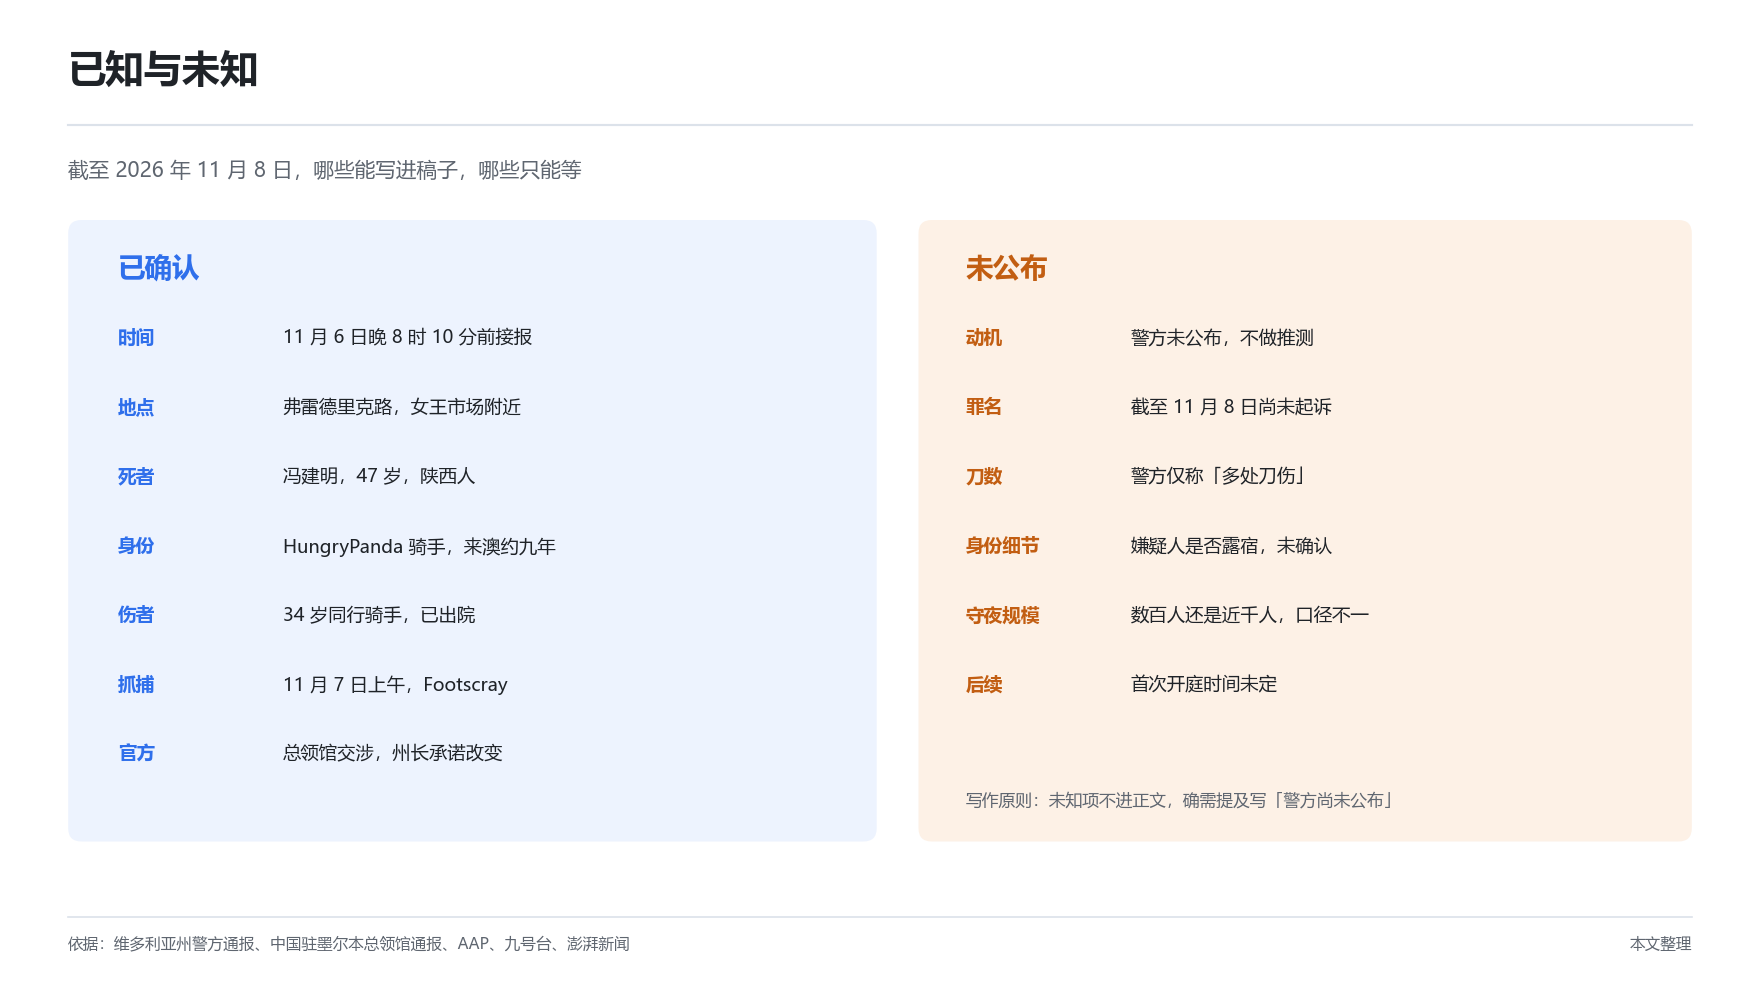 已知与未知
截至 2026 年 11 月 8 日，哪些能写进稿子，哪些只能等
已确认
时间 11 月 6 日晚 8 时 10 分前接报
地点 弗雷德里克路，女王市场附近
死者 冯建明，47 岁，陕西人
身份 HungryPanda 骑手，来澳约九年
伤者 34 岁同行骑手，已出院
抓捕 11 月 7 日上午，Footscray
官方 总领馆交涉，州长承诺改变
未公布
动机 警方未公布，不做推测
罪名 截至 11 月 8 日尚未起诉
刀数 警方仅称「多处刀伤」
身份细节 嫌疑人是否露宿，未确认
守夜规模 数百人还是近千人，口径不一
后续 首次开庭时间未定
写作原则：未知项不进正文，确需提及写「警方尚未公布」
依据：维多利亚州警方通报、中国驻墨尔本总领馆通报、AAP、九号台、澎湃新闻
本文整理